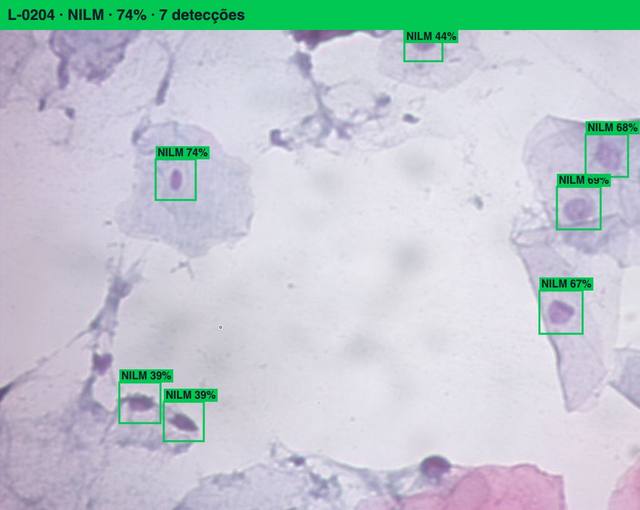 L-0204 · NILM · 74% · 7 detecções
NILM 44%
NILM 68%
NILM 74%
NILM 69%
NILM 67%
NILM 39%
NILM 39%